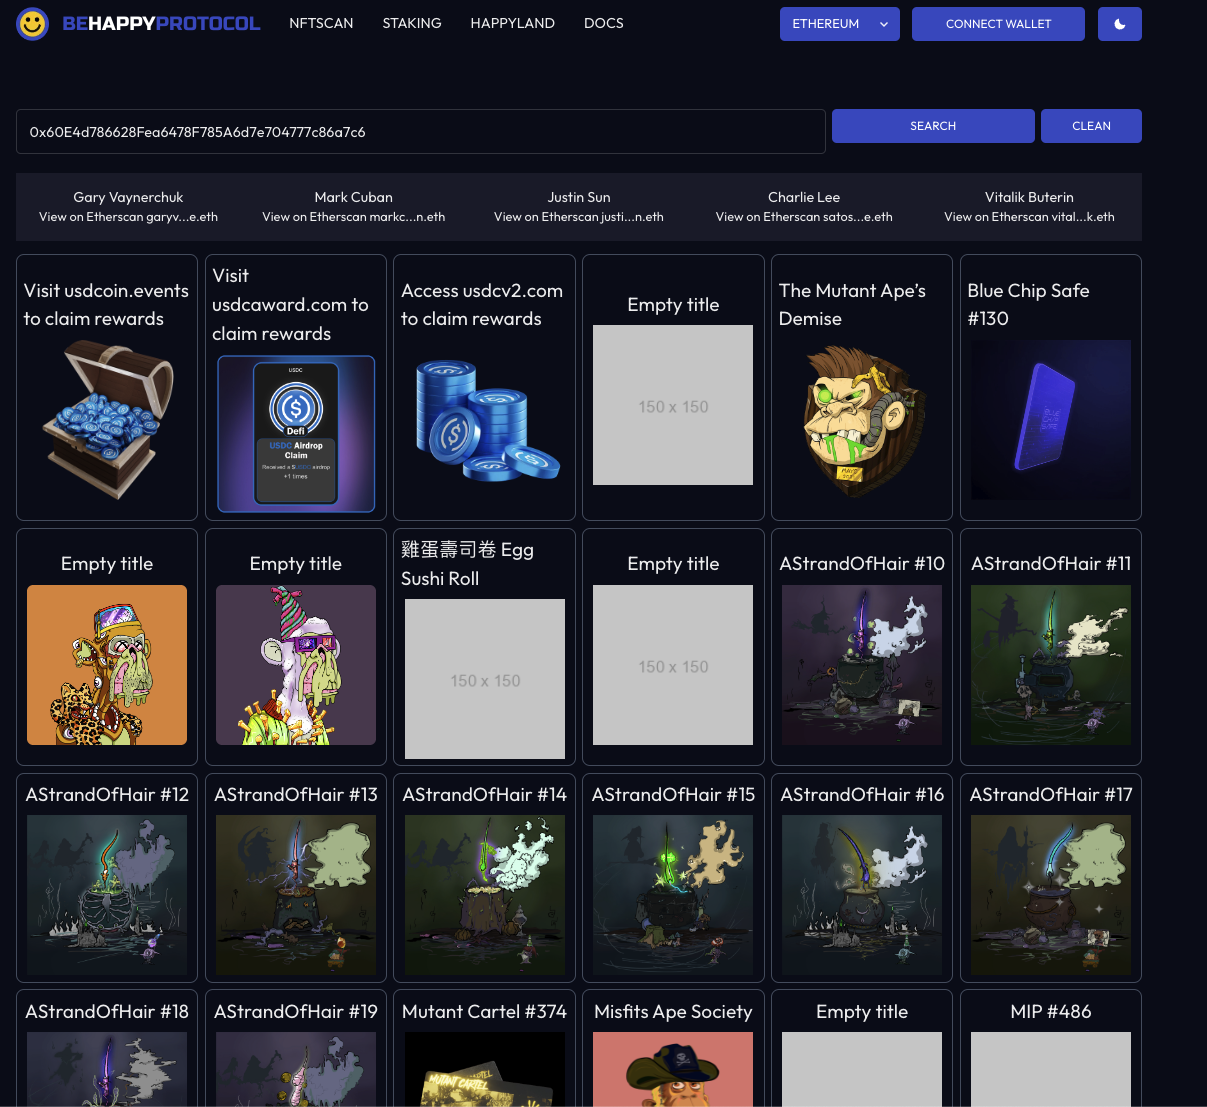 BEHAPPYPROTOCOL
NFTSCAN
STAKING
HAPPYLAND
DOCS
ETHEREUM
CONNECT WALLET
0x60E4d786628Fea6478F785A6d7e704777c86a7c6
SEARCH
CLEAN
Gary Vaynerchuk
View on Etherscan garyv...e.eth
Mark Cuban
View on Etherscan markc...n.eth
Justin Sun
View on Etherscan justi...n.eth
Charlie Lee
View on Etherscan satos...e.eth
Vitalik Buterin
View on Etherscan vital...k.eth
Visit usdcoin.events
to claim rewards
Visit
usdcaward.com to
claim rewards
USDC
Defi
USDC Airdrop
Claim
Received a $USDC airdrop
+1 times
Access usdcv2.com
to claim rewards
Empty title
150 x 150
The Mutant Ape’s
Demise
Blue Chip Safe
#130
Empty title
Empty title
雞蛋壽司卷 Egg
Sushi Roll
150 x 150
Empty title
150 x 150
AStrandOfHair #10
AStrandOfHair #11
AStrandOfHair #12
AStrandOfHair #13
AStrandOfHair #14
AStrandOfHair #15
AStrandOfHair #16
AStrandOfHair #17
AStrandOfHair #18
AStrandOfHair #19
Mutant Cartel #374
MUTANT CARTEL
Misfits Ape Society
Empty title
MIP #486